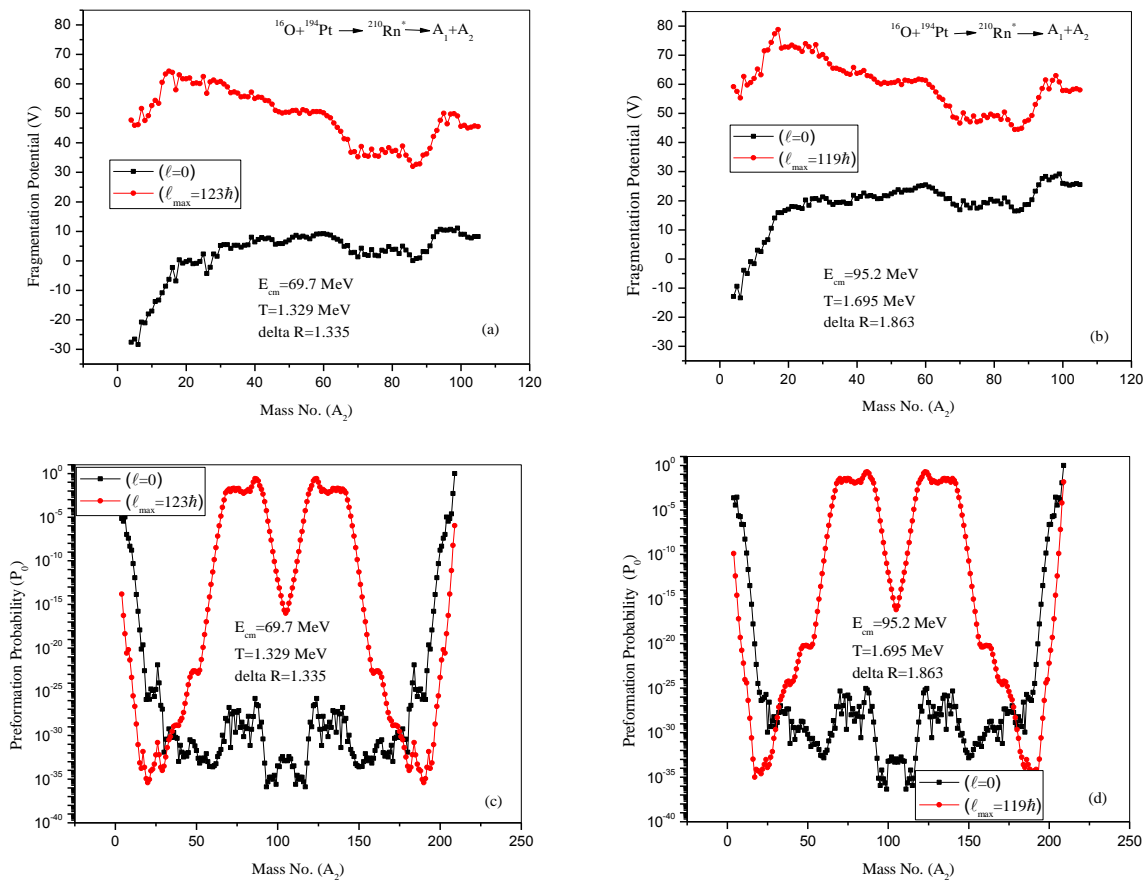 (a)
¹⁶O+¹⁹⁴Pt → ²¹⁰Rn* → A₁+A₂
80
70
60
50
40
30
20
10
0
-10
-20
-30
Fragmentation Potential (V)
(ℓ=0)
(ℓmax=123ħ)
Ecm=69.7 MeV
T=1.329 MeV
delta R=1.335
0 20 40 60 80 100 120
Mass No. (A₂)
¹⁶O+¹⁹⁴Pt → ²¹⁰Rn* → A₁+A₂
80
70
60
50
40
30
20
10
0
-10
-20
-30
Fragmentation Potential (V)
(ℓ=0)
(ℓmax=119ħ)
Ecm=95.2 MeV
T=1.695 MeV
delta R=1.863
(b)
0 20 40 60 80 100 120
Mass No. (A₂)
10⁰
10⁻⁵
10⁻¹⁰
10⁻¹⁵
10⁻²⁰
10⁻²⁵
10⁻³⁰
10⁻³⁵
10⁻⁴⁰
Preformation Probability (P₀)
(ℓ=0)
(ℓmax=123ħ)
Ecm=69.7 MeV
T=1.329 MeV
delta R=1.335
(c)
0 50 100 150 200 250
Mass No. (A₂)
10⁰
10⁻⁵
10⁻¹⁰
10⁻¹⁵
10⁻²⁰
10⁻²⁵
10⁻³⁰
10⁻³⁵
10⁻⁴⁰
Preformation Probability (P₀)
Ecm=95.2 MeV
T=1.695 MeV
delta R=1.863
(ℓ=0)
(ℓmax=119ħ)
(d)
0 50 100 150 200 250
Mass No. (A₂)